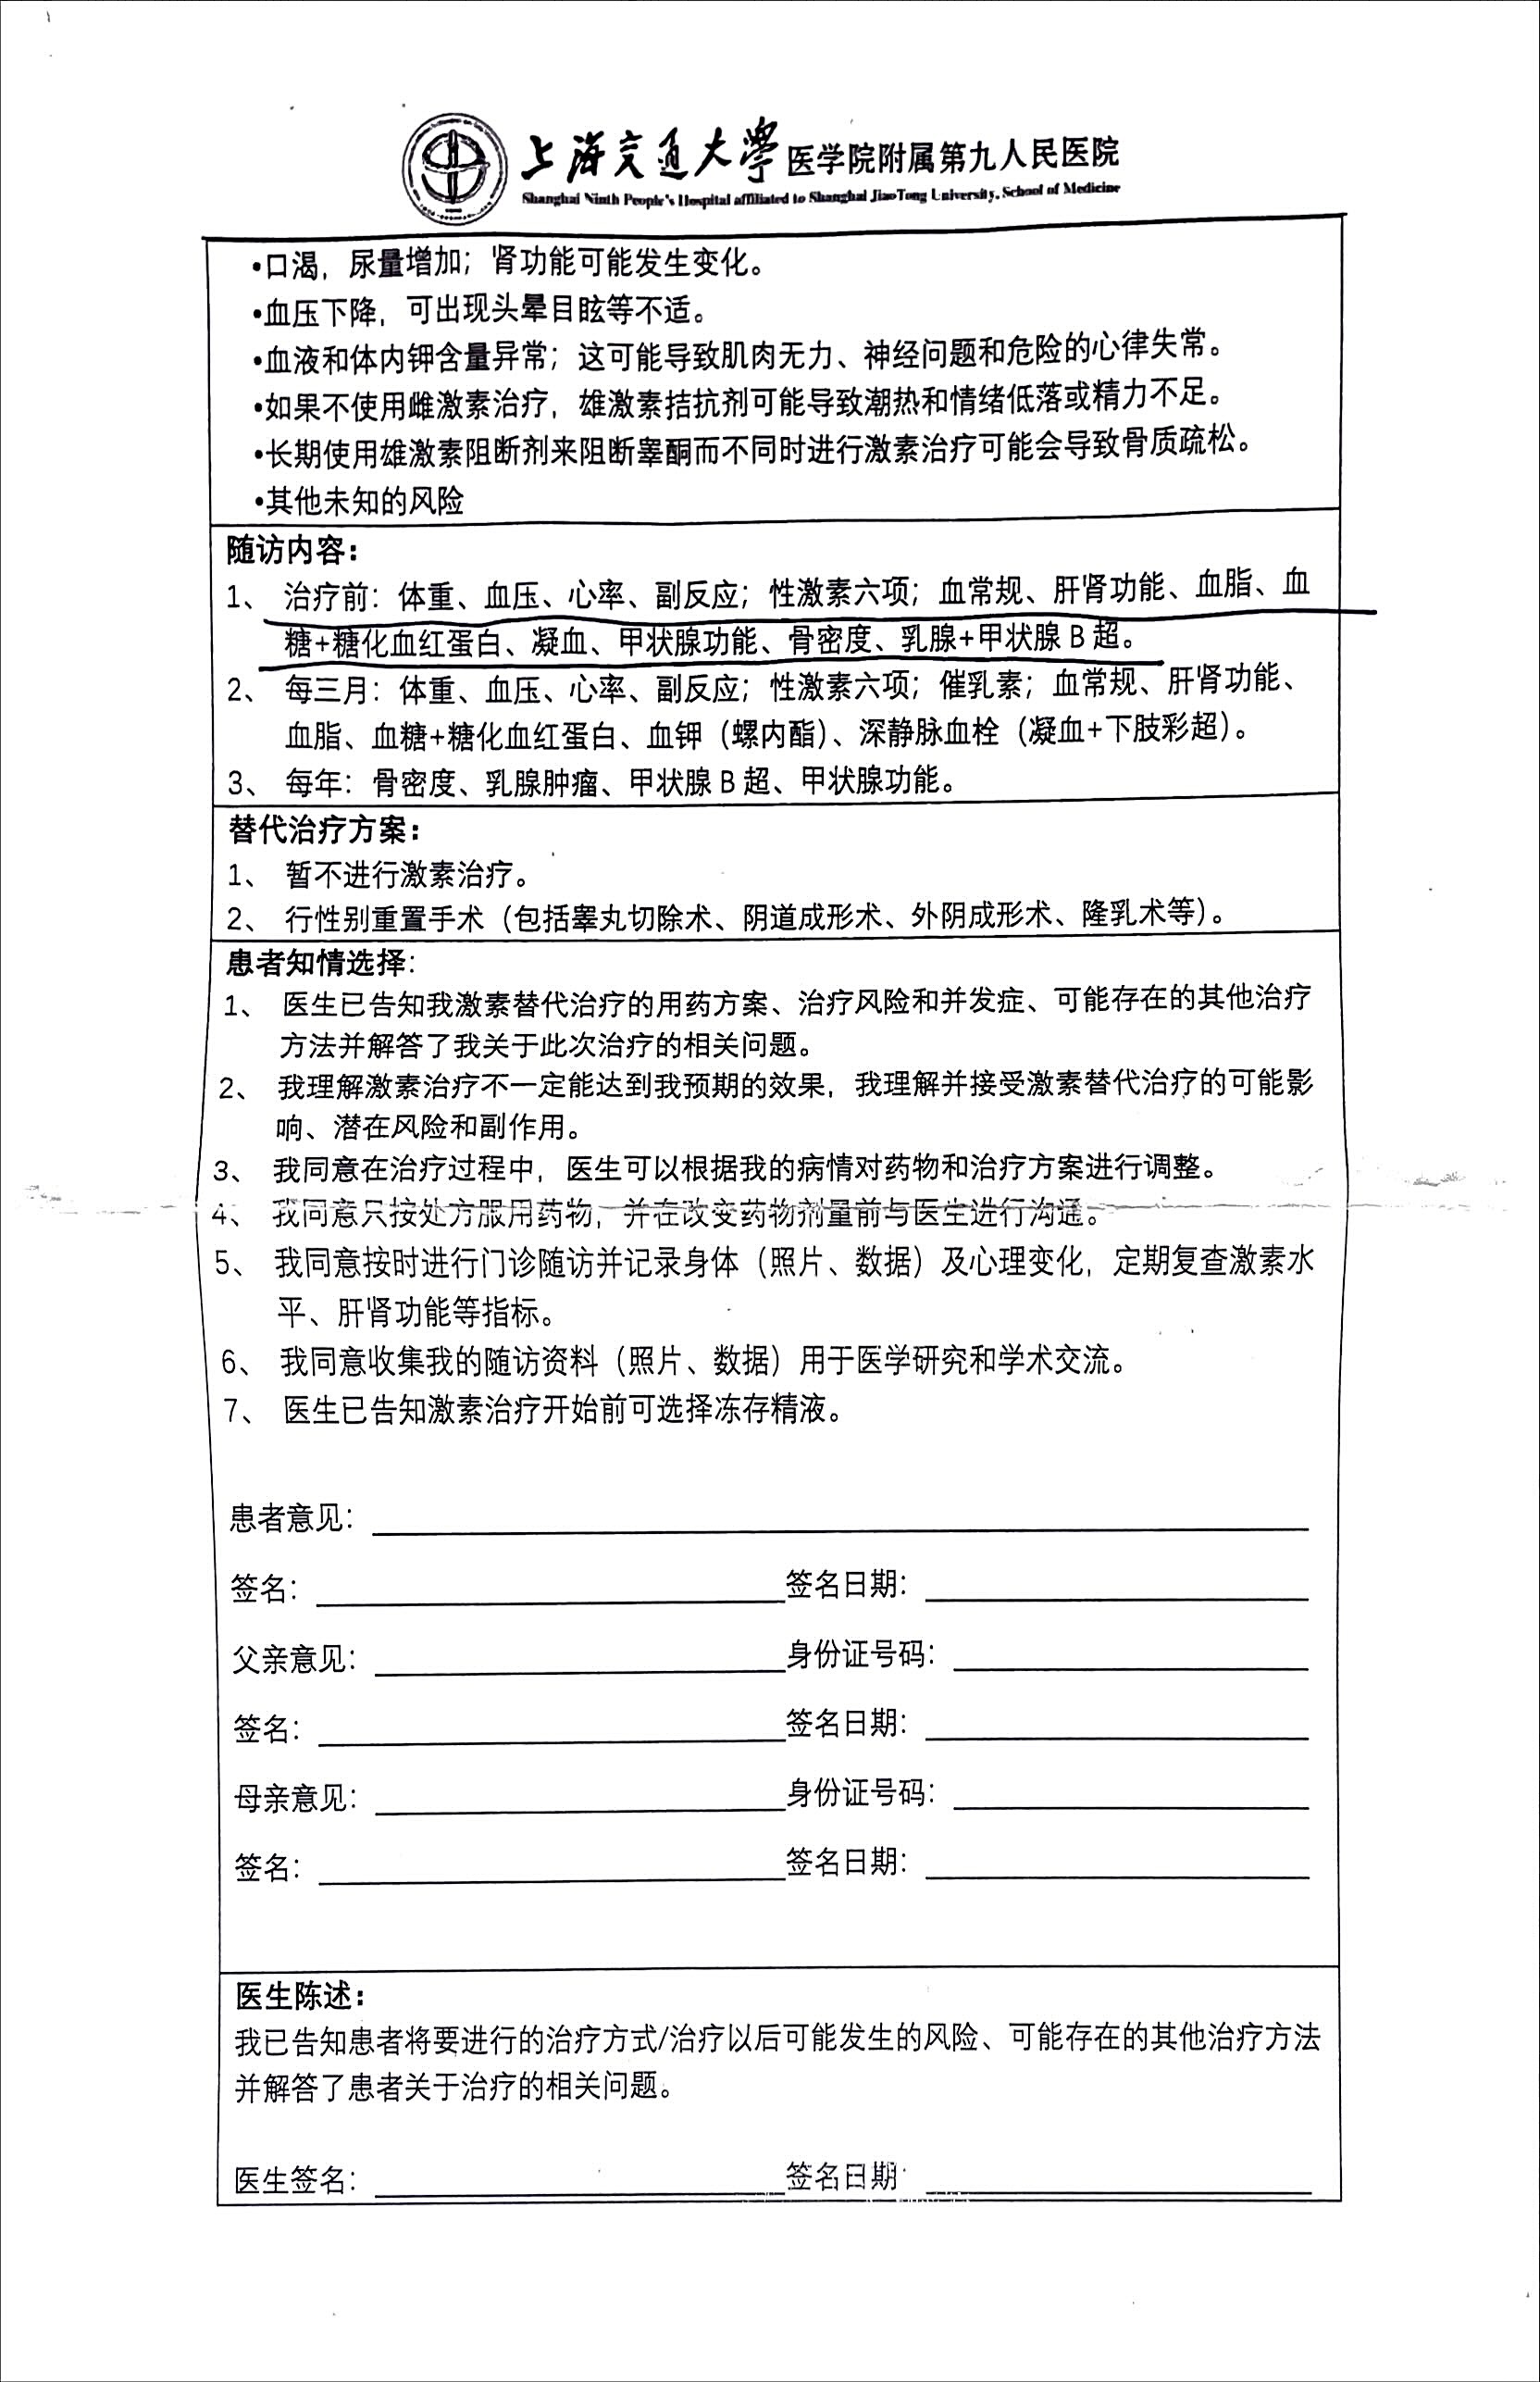 上海交通大學医学院附属第九人民医院
Shanghai Ninth People's Hospital affiliated to Shanghai JiaoTong University, School of Medicine
•口渴，尿量增加；肾功能可能发生变化。
•血压下降，可出现头晕目眩等不适。
•血液和体内钾含量异常；这可能导致肌肉无力、神经问题和危险的心律失常。
•如果不使用雌激素治疗，雄激素拮抗剂可能导致潮热和情绪低落或精力不足。
•长期使用雄激素阻断剂来阻断睾酮而不同时进行激素治疗可能会导致骨质疏松。
•其他未知的风险
随访内容：
1、 治疗前：体重、血压、心率、副反应；性激素六项；血常规、肝肾功能、血脂、血
糖+糖化血红蛋白、凝血、甲状腺功能、骨密度、乳腺+甲状腺 B 超。
2、 每三月：体重、血压、心率、副反应；性激素六项；催乳素；血常规、肝肾功能、
血脂、血糖+糖化血红蛋白、血钾（螺内酯）、深静脉血栓（凝血+下肢彩超）。
3、 每年：骨密度、乳腺肿瘤、甲状腺 B 超、甲状腺功能。
替代治疗方案：
1、 暂不进行激素治疗。
2、 行性别重置手术（包括睾丸切除术、阴道成形术、外阴成形术、隆乳术等）。
患者知情选择：
1、 医生已告知我激素替代治疗的用药方案、治疗风险和并发症、可能存在的其他治疗
方法并解答了我关于此次治疗的相关问题。
2、 我理解激素治疗不一定能达到我预期的效果，我理解并接受激素替代治疗的可能影
响、潜在风险和副作用。
3、 我同意在治疗过程中，医生可以根据我的病情对药物和治疗方案进行调整。
4、 我同意只按处方服用药物，并在改变药物剂量前与医生进行沟通。
5、 我同意按时进行门诊随访并记录身体（照片、数据）及心理变化，定期复查激素水
平、肝肾功能等指标。
6、 我同意收集我的随访资料（照片、数据）用于医学研究和学术交流。
7、 医生已告知激素治疗开始前可选择冻存精液。
患者意见：
签名： 签名日期：
父亲意见： 身份证号码：
签名： 签名日期：
母亲意见： 身份证号码：
签名： 签名日期：
医生陈述：
我已告知患者将要进行的治疗方式/治疗以后可能发生的风险、可能存在的其他治疗方法
并解答了患者关于治疗的相关问题。
医生签名： 签名日期：